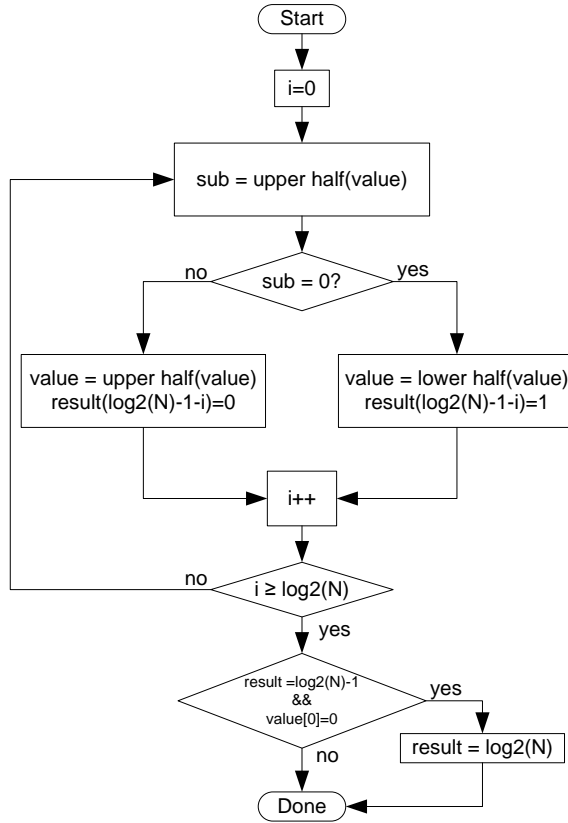 Start
i=0
sub = upper half(value)
no
sub = 0?
yes
value = upper half(value)
result(log2(N)-1-i)=0
value = lower half(value)
result(log2(N)-1-i)=1
i++
no
i ≥ log2(N)
yes
result =log2(N)-1
&&
value[0]=0
yes
no
result = log2(N)
Done